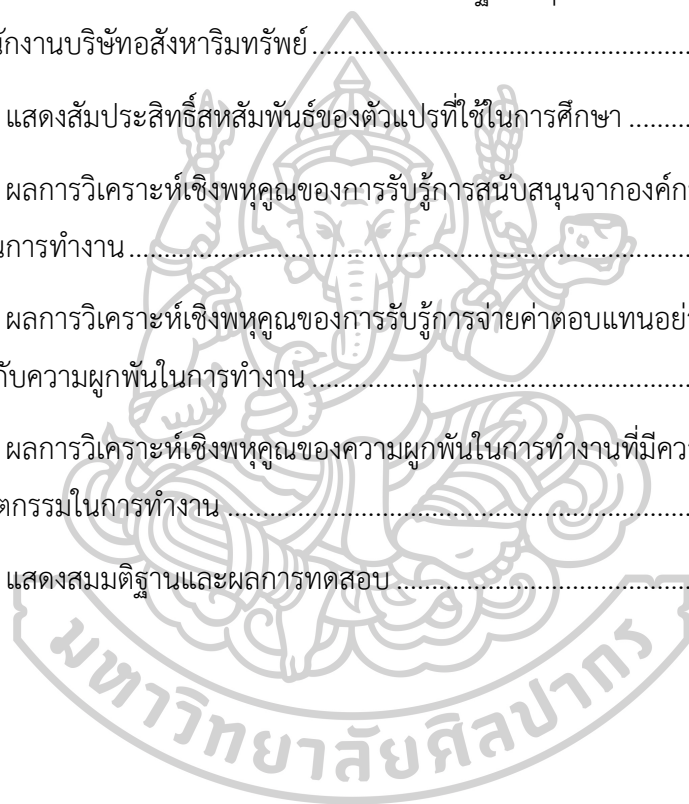 นักงานบริษัทอสังหาริมทรัพย์
แสดงสัมประสิทธิ์สหสัมพันธ์ของตัวแปรที่ใช้ในการศึกษา
ผลการวิเคราะห์เชิงพหุคูณของการรับรู้การสนับสนุนจากองค์ก
นการทำงาน
ผลการวิเคราะห์เชิงพหุคูณของการรับรู้การจ่ายค่าตอบแทนอย่
กับความผูกพันในการทำงาน
ผลการวิเคราะห์เชิงพหุคูณของความผูกพันในการทำงานที่มีควา
ตกรรมในการทำงาน
แสดงสมมติฐานและผลการทดสอบ
มหาวิทยาลัยศิลปากร